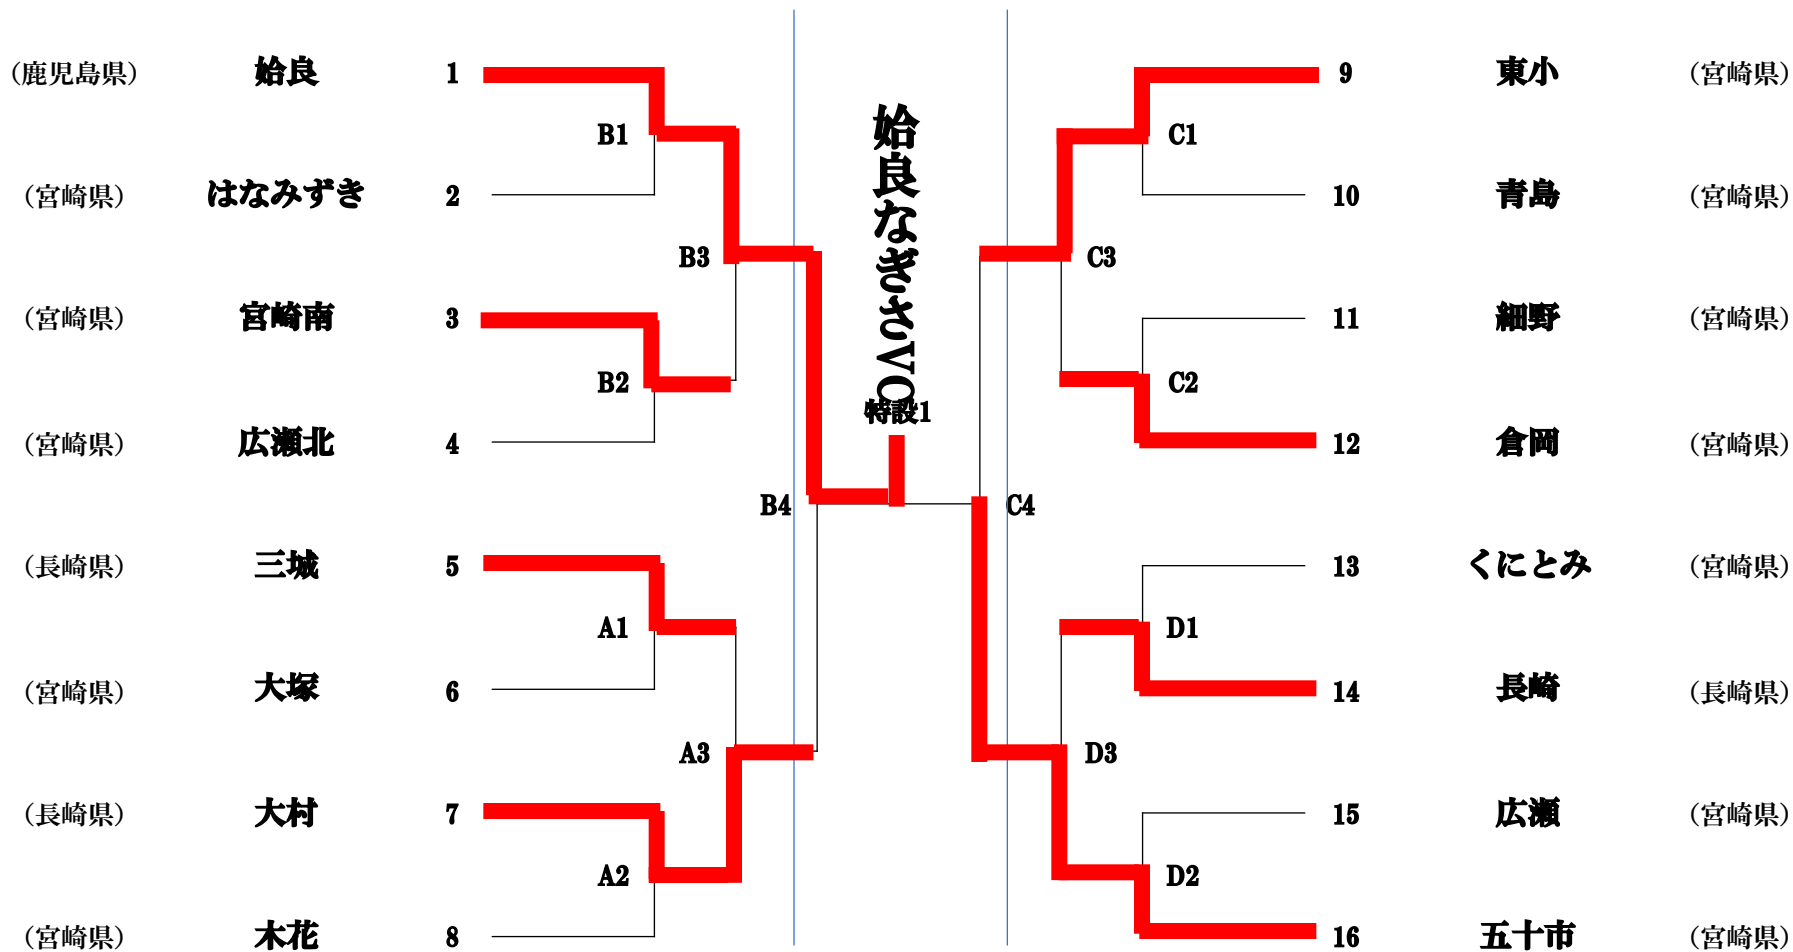 (鹿児島県) 姶良 1
B1
(宮崎県) はなみずき 2
B3
(宮崎県) 宮崎南 3
B2
(宮崎県) 広瀬北 4
B4
(長崎県) 三城 5
A1
(宮崎県) 大塚 6
A3
(長崎県) 大村 7
A2
(宮崎県) 木花 8
姶良なぎさVC
特設1
9 東小 (宮崎県)
C1
10 青島 (宮崎県)
C3
11 細野 (宮崎県)
C2
12 倉岡 (宮崎県)
C4
13 くにとみ (宮崎県)
D1
14 長崎 (長崎県)
D3
15 広瀬 (宮崎県)
D2
16 五十市 (宮崎県)